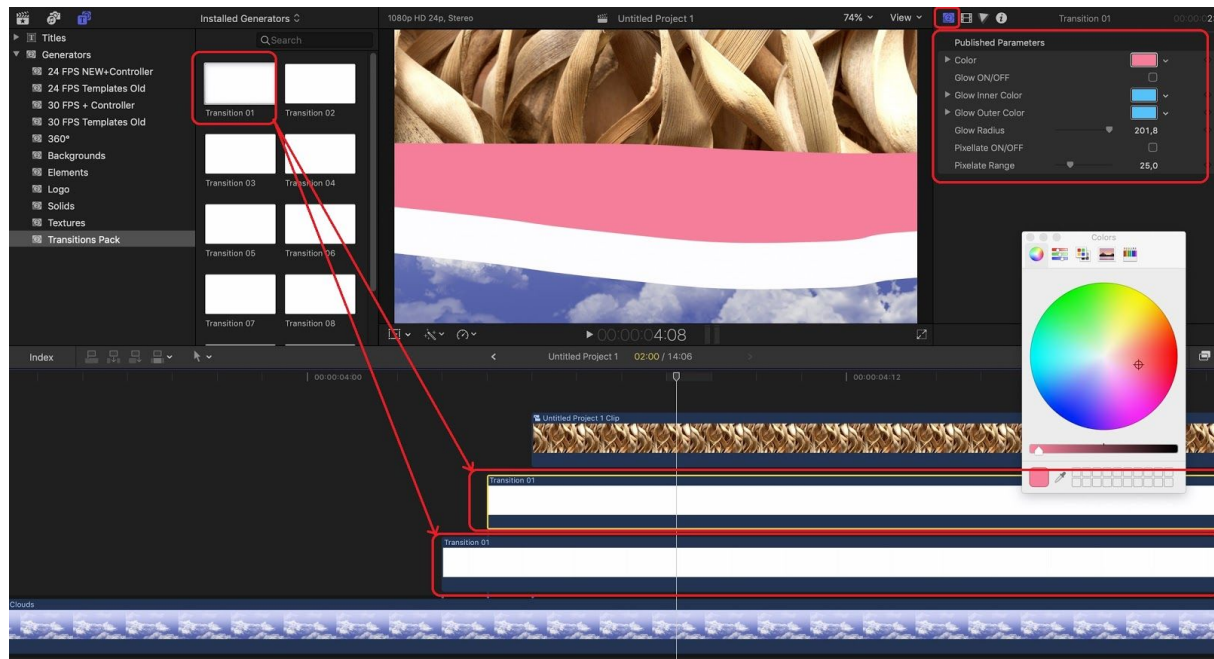 Installed Generators
1080p HD 24p, Stereo
Untitled Project 1
74%
View
Transition 01
Titles
Generators
24 FPS NEW+Controller
24 FPS Templates Old
30 FPS + Controller
30 FPS Templates Old
360°
Backgrounds
Elements
Logo
Solids
Textures
Transitions Pack
Search
Transition 01
Transition 02
Transition 03
Transition 04
Transition 05
Transition 06
Transition 07
Transition 08
Published Parameters
Color
Glow ON/OFF
Glow Inner Color
Glow Outer Color
Glow Radius 201,8
Pixellate ON/OFF
Pixelate Range 25,0
Colors
00:00:04:08
Index
Untitled Project 1 02:00 / 14:06
00:00:04:00
00:00:04:12
Untitled Project 1 Clip
Transition 01
Transition 01
Clouds